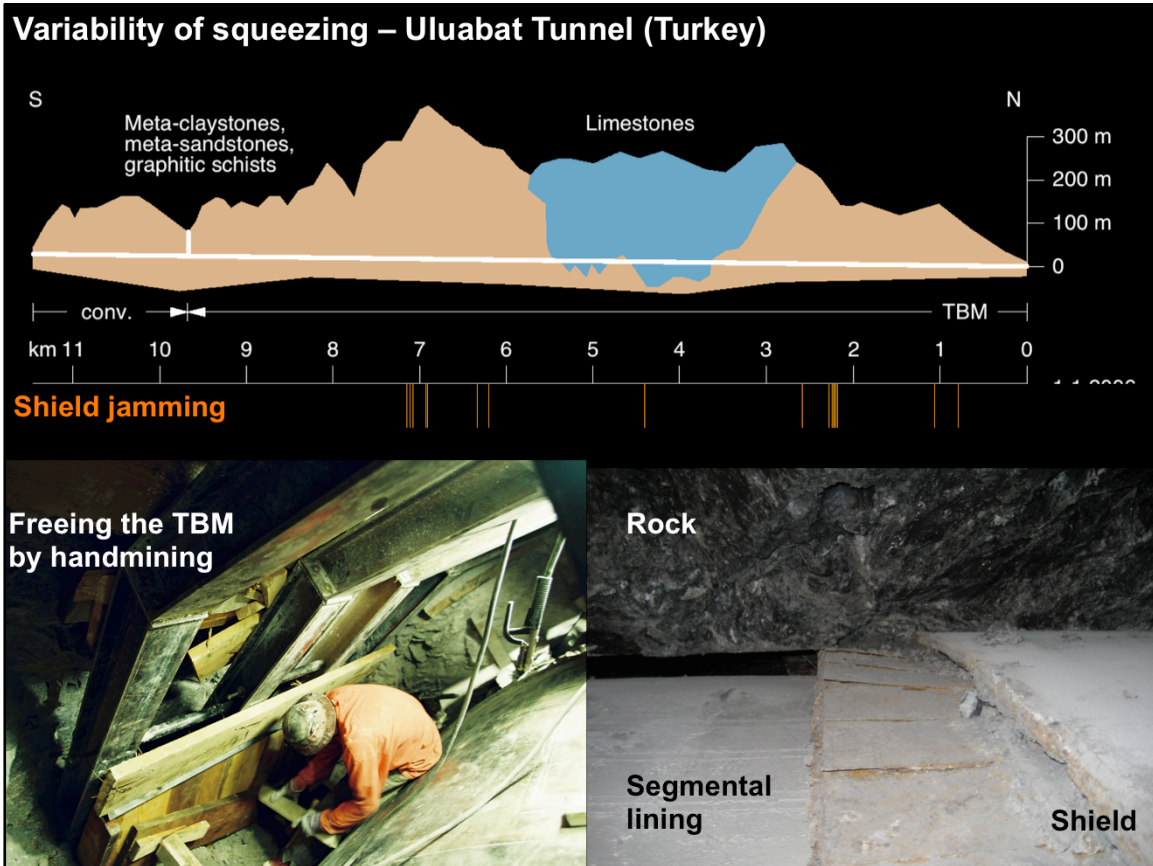 Variability of squeezing – Uluabat Tunnel (Turkey)
S
N
Meta-claystones,
meta-sandstones,
graphitic schists
Limestones
300 m
200 m
100 m
0
conv.
TBM
km 11 10 9 8 7 6 5 4 3 2 1 0
Shield jamming
Freeing the TBM
by handmining
Rock
Segmental
lining
Shield